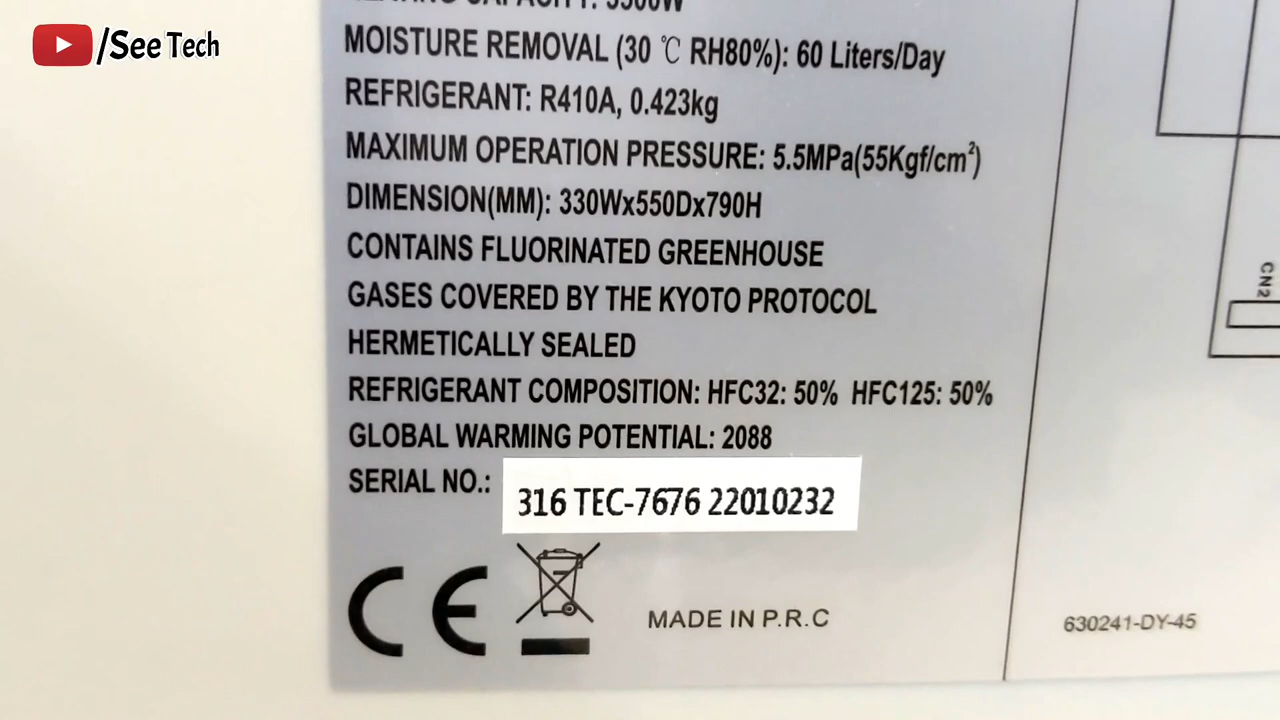 /See Tech
MOISTURE REMOVAL (30 ℃ RH80%): 60 Liters/Day
REFRIGERANT: R410A, 0.423kg
MAXIMUM OPERATION PRESSURE: 5.5MPa(55Kgf/cm²)
DIMENSION(MM): 330Wx550Dx790H
CONTAINS FLUORINATED GREENHOUSE
GASES COVERED BY THE KYOTO PROTOCOL
HERMETICALLY SEALED
REFRIGERANT COMPOSITION: HFC32: 50% HFC125: 50%
GLOBAL WARMING POTENTIAL: 2088
SERIAL NO.: 316 TEC-7676 22010232
CE
MADE IN P.R.C
CN2
630241-DY-45